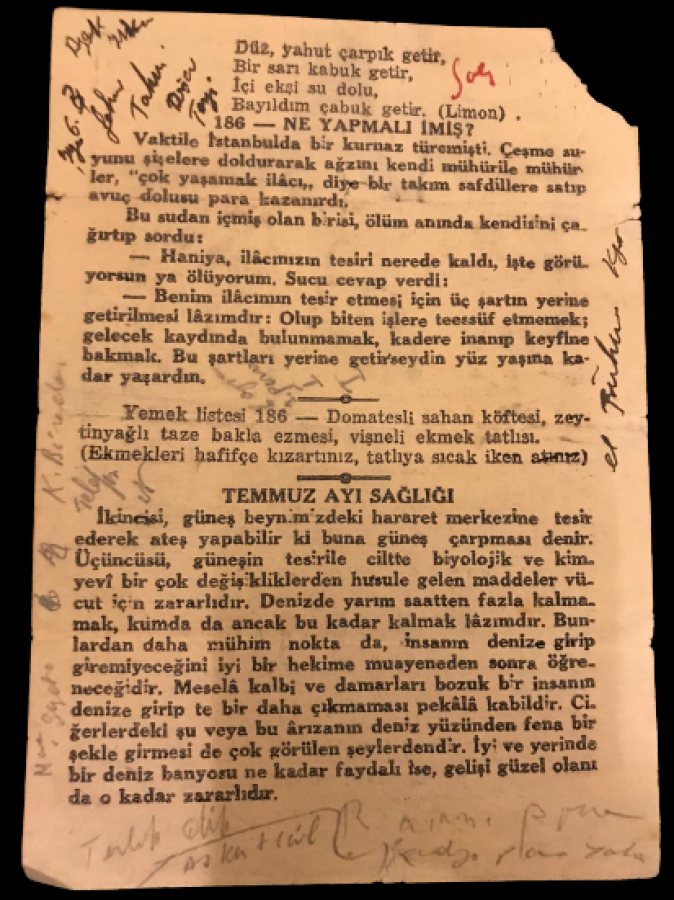 Düz, yahut çarpık getir,
Bir sarı kabuk getir,
İçi ekşi su dolu,
Bayıldım çabuk getir. (Limon) .
186 — NE YAPMALI İMİŞ?
Vaktile İstanbulda bir kurnaz türemişti. Çeşme su-
yunu şişelere doldurarak ağzını kendi mühürile mühür-
ler, "çok yaşamak ilâcı,, diye bir takım safdillere satıp
avuç dolusu para kazanırdı.
Bu sudan içmiş olan birisi, ölüm anında kendisini ça-
ğırtıp sordu:
— Haniya, ilâcınızın tesiri nerede kaldı, işte görü-
yorsun ya ölüyorum. Sucu cevap verdi:
— Benim ilâcımın tesir etmesi için üç şartın yerine
getirilmesi lâzımdır: Olup biten işlere teessüf etmemek;
gelecek kaydında bulunmamak, kadere inanıp keyfine
bakmak. Bu şartları yerine getirseydin yüz yaşına ka-
dar yaşardın.
Yemek listesi 186 — Domatesli sahan köftesi, zey-
tinyağlı taze bakla ezmesi, vişneli ekmek tatlısı.
(Ekmekleri hafifçe kızartınız, tatlıya sıcak iken atınız)
TEMMUZ AYI SAĞLIĞI
İkincisi, güneş beynimizdeki hararet merkezine tesir
ederek ateş yapabilir ki buna güneş çarpması denir.
Üçüncüsü, güneşin tesirile ciltte biyolojik ve kim-
yevî bir çok değişikliklerden husule gelen maddeler vü-
cut için zararlıdır. Denizde yarım saatten fazla kalma-
mak, kumda da ancak bu kadar kalmak lâzımdır. Bun-
lardan daha mühim nokta da, insanın denize girip
giremiyeceğini iyi bir hekime muayeneden sonra öğre-
neceğidir. Meselâ kalbi ve damarları bozuk bir insanın
denize girip te bir daha çıkmaması pekâlâ kabildir. Ci-
ğerlerdeki şu veya bu ârızanın deniz yüzünden fena bir
şekle girmesi de çok görülen şeylerdendir. İyi ve yerinde
bir deniz banyosu ne kadar faydalı ise, gelişi güzel olanı
da o kadar zararlıdır.